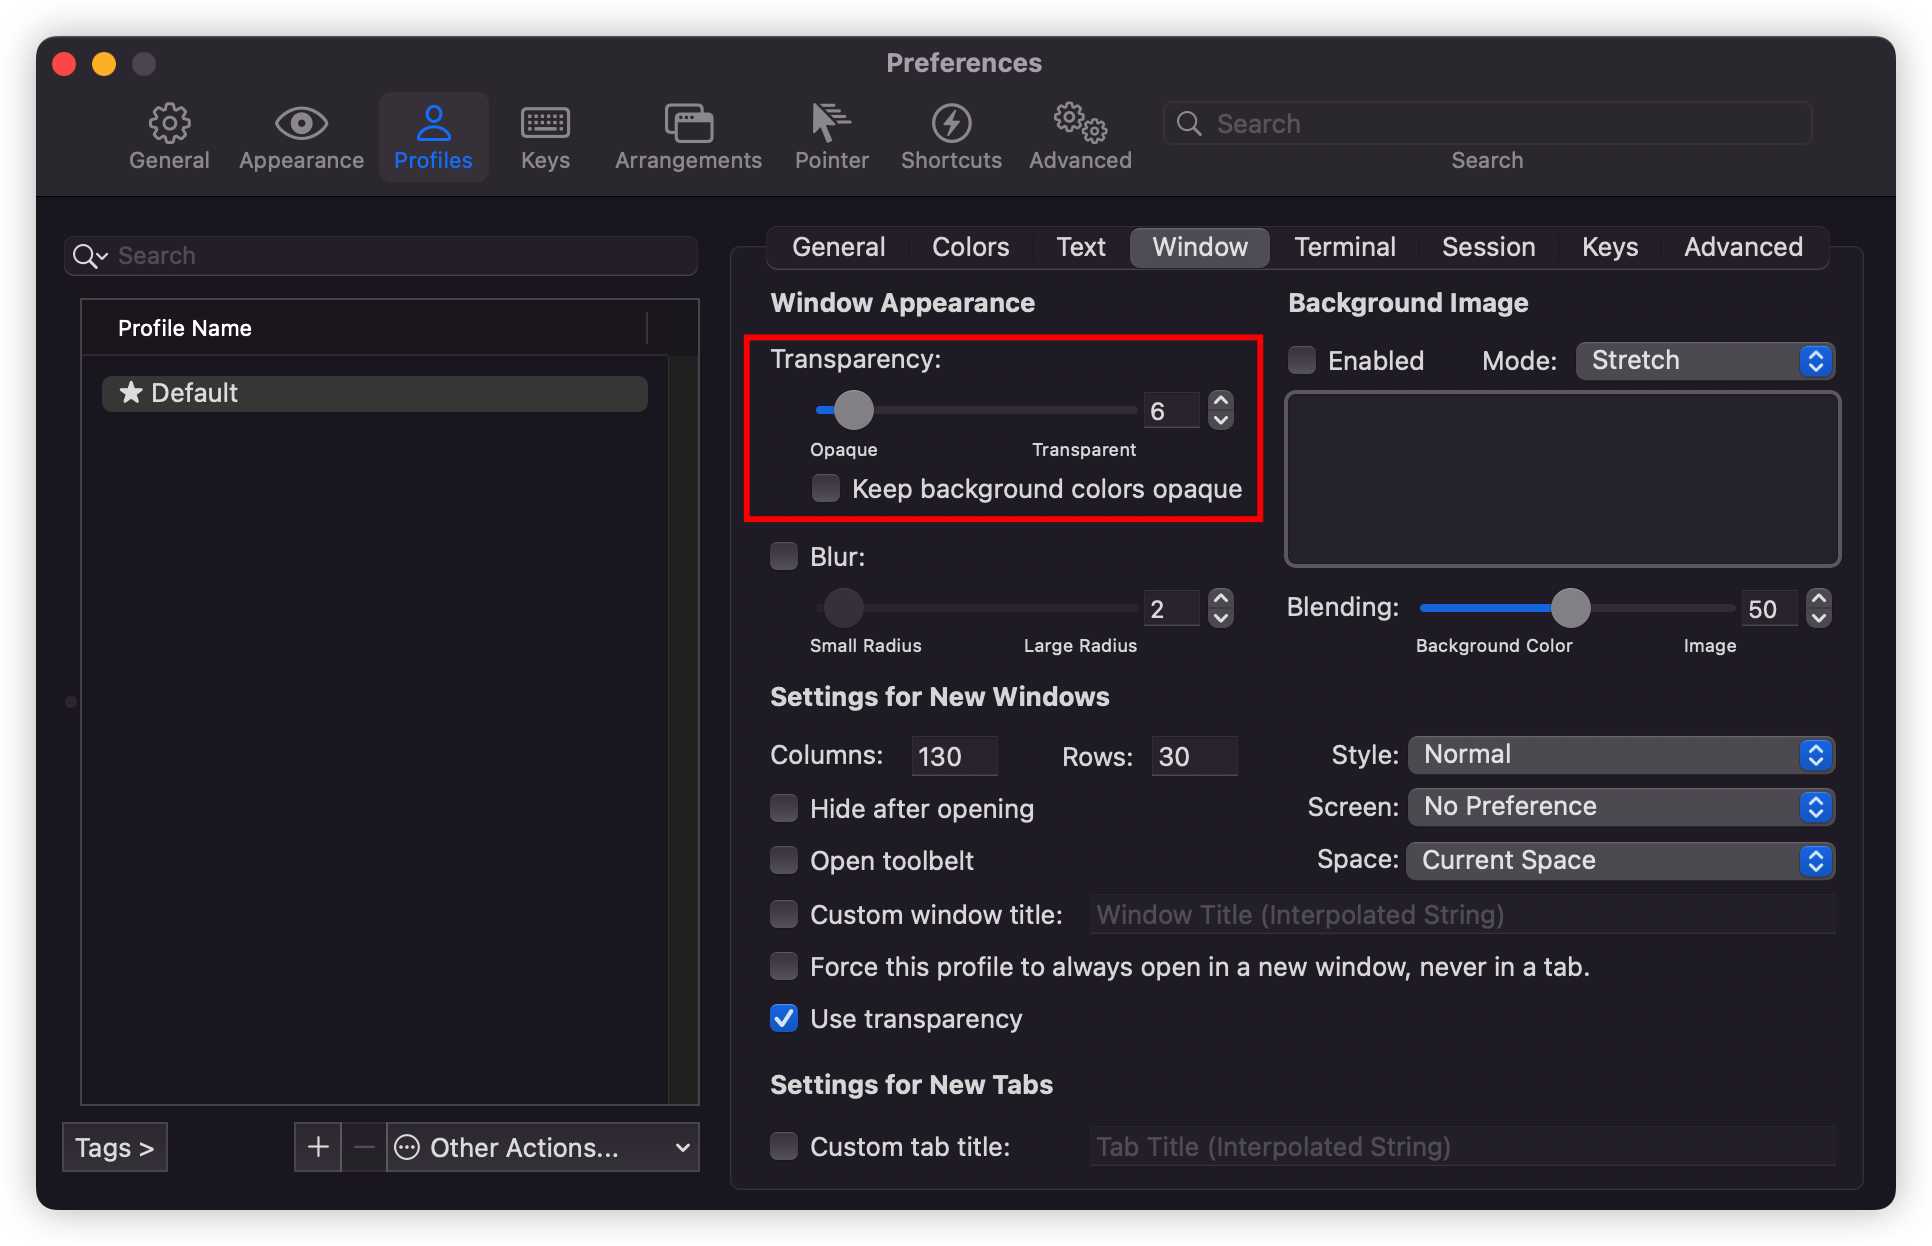 Preferences
General
Appearance
Profiles
Keys
Arrangements
Pointer
Shortcuts
Advanced
Search
Search
Search
Profile Name
Default
Tags >
Other Actions...
General
Colors
Text
Window
Terminal
Session
Keys
Advanced
Window Appearance
Transparency:
6
Opaque
Transparent
Keep background colors opaque
Blur:
2
Small Radius
Large Radius
Background Image
Enabled
Mode:
Stretch
Blending:
50
Background Color
Image
Settings for New Windows
Columns:
130
Rows:
30
Style:
Normal
Hide after opening
Screen:
No Preference
Open toolbelt
Space:
Current Space
Custom window title:
Window Title (Interpolated String)
Force this profile to always open in a new window, never in a tab.
Use transparency
Settings for New Tabs
Custom tab title:
Tab Title (Interpolated String)